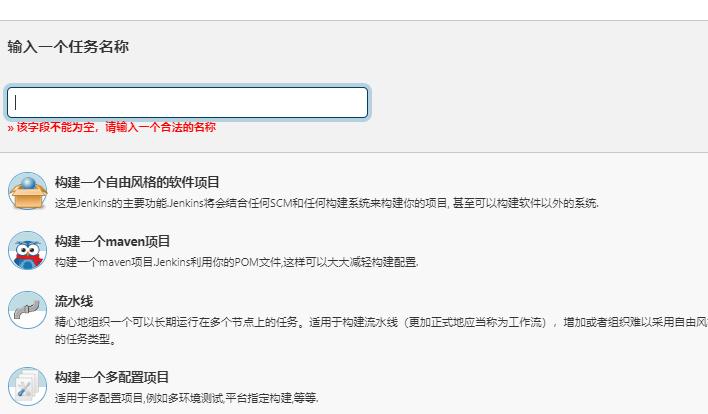 输入一个任务名称
» 该字段不能为空，请输入一个合法的名称
构建一个自由风格的软件项目
这是Jenkins的主要功能.Jenkins将会结合任何SCM和任何构建系统来构建你的项目, 甚至可以构建软件以外的系统.
构建一个maven项目
构建一个maven项目.Jenkins利用你的POM文件,这样可以大大减轻构建配置.
流水线
精心地组织一个可以长期运行在多个节点上的任务。适用于构建流水线（更加正式地应当称为工作流），增加或者组织难以采用自由风
的任务类型。
构建一个多配置项目
适用于多配置项目,例如多环境测试,平台指定构建,等等.